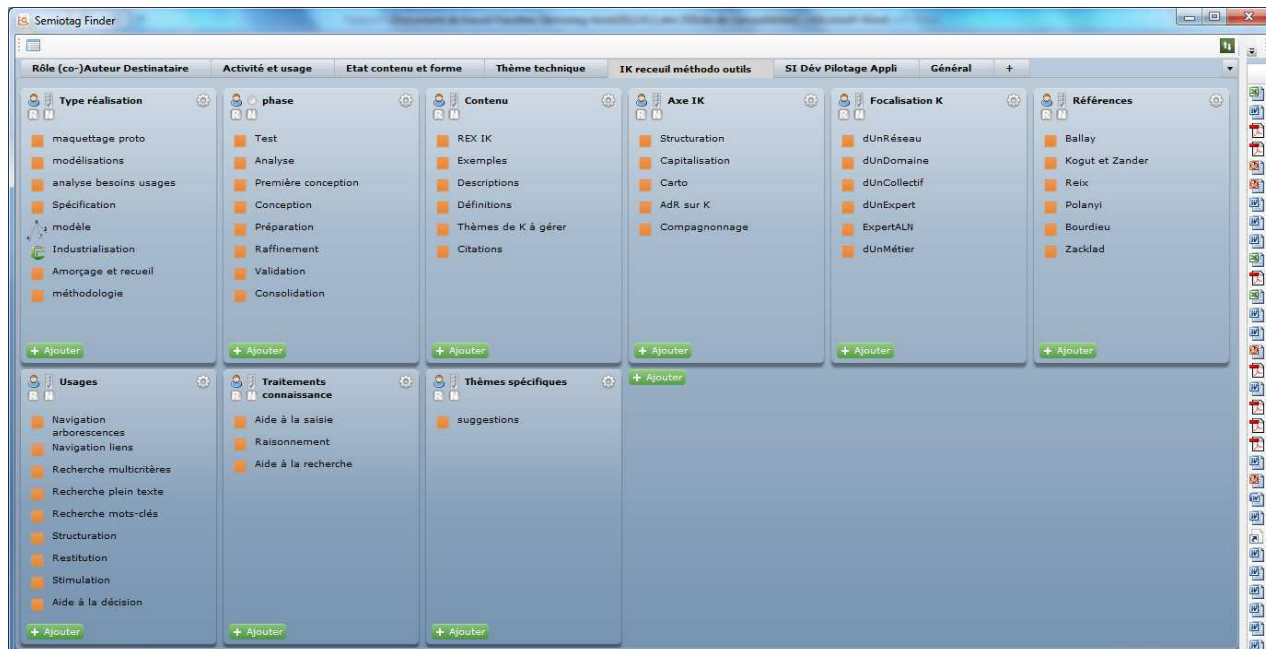 Semiotag Finder
Rôle (co-)Auteur Destinataire
Activité et usage
Etat contenu et forme
Thème technique
IK receuil méthodo outils
SI Dév Pilotage Appli
Général
+
Type réalisation
R N
maquettage proto
modélisations
analyse besoins usages
Spécification
modèle
Industrialisation
Amorçage et recueil
méthodologie
+ Ajouter
phase
R N
Test
Analyse
Première conception
Conception
Préparation
Raffinement
Validation
Consolidation
+ Ajouter
Contenu
R N
REX IK
Exemples
Descriptions
Définitions
Thèmes de K à gérer
Citations
+ Ajouter
Axe IK
R N
Structuration
Capitalisation
Carto
AdR sur K
Compagnonnage
+ Ajouter
Focalisation K
R N
dUnRéseau
dUnDomaine
dUnCollectif
dUnExpert
ExpertALN
dUnMétier
+ Ajouter
Références
R N
Ballay
Kogut et Zander
Reix
Polanyi
Bourdieu
Zacklad
+ Ajouter
Usages
R N
Navigation
arborescences
Navigation liens
Recherche multicritères
Recherche plein texte
Recherche mots-clés
Structuration
Restitution
Stimulation
Aide à la décision
+ Ajouter
Traitements
connaissance
R N
Aide à la saisie
Raisonnement
Aide à la recherche
+ Ajouter
Thèmes spécifiques
R N
suggestions
+ Ajouter
+ Ajouter